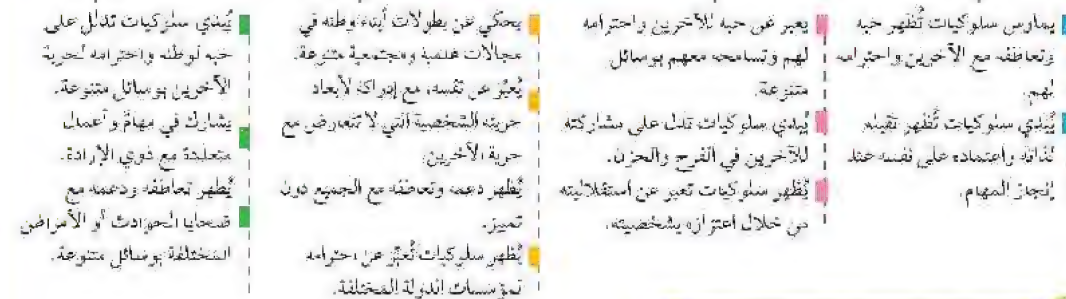 يمارس سلوكيات تُظهر حبه
وتعاطفه مع الآخرين واحترامه
لهم.
يُبدي سلوكيات تُظهر تقبله
لذاته واعتماده على نفسه عند
إنجاز المهام.
يعبر عن حبه للآخرين واحترامه
لهم وتسامحه معهم بوسائل
متنوعة.
يُبدي سلوكيات تدل على مشاركته
للآخرين في الفرح والحزن.
يُظهر سلوكيات تعبر عن استقلاليته
من خلال اعتزازه بشخصيته.
يحكي عن بطولات أبناء وطنه في
مجالات علمية ومجتمعية متنوعة.
يُعبِّر عن نفسه، مع إدراكه لأبعاد
حريته الشخصية التي لا تتعارض مع
حرية الآخرين.
يُظهر دعمه وتعاطفه مع الجميع دون
تمييز.
يُظهر سلوكيات تُعبِّر عن احترامه
لمؤسسات الدولة المختلفة.
يُبدي سلوكيات تدلل على
حبه لوطنه واحترامه لحرية
الآخرين بوسائل متنوعة.
يشارك في مهامَّ وأعمال
متعددة مع ذوي الإرادة.
يُظهر تعاطفه ودعمه مع
ضحايا الحوادث أو الأمراض
المختلفة بوسائل متنوعة.